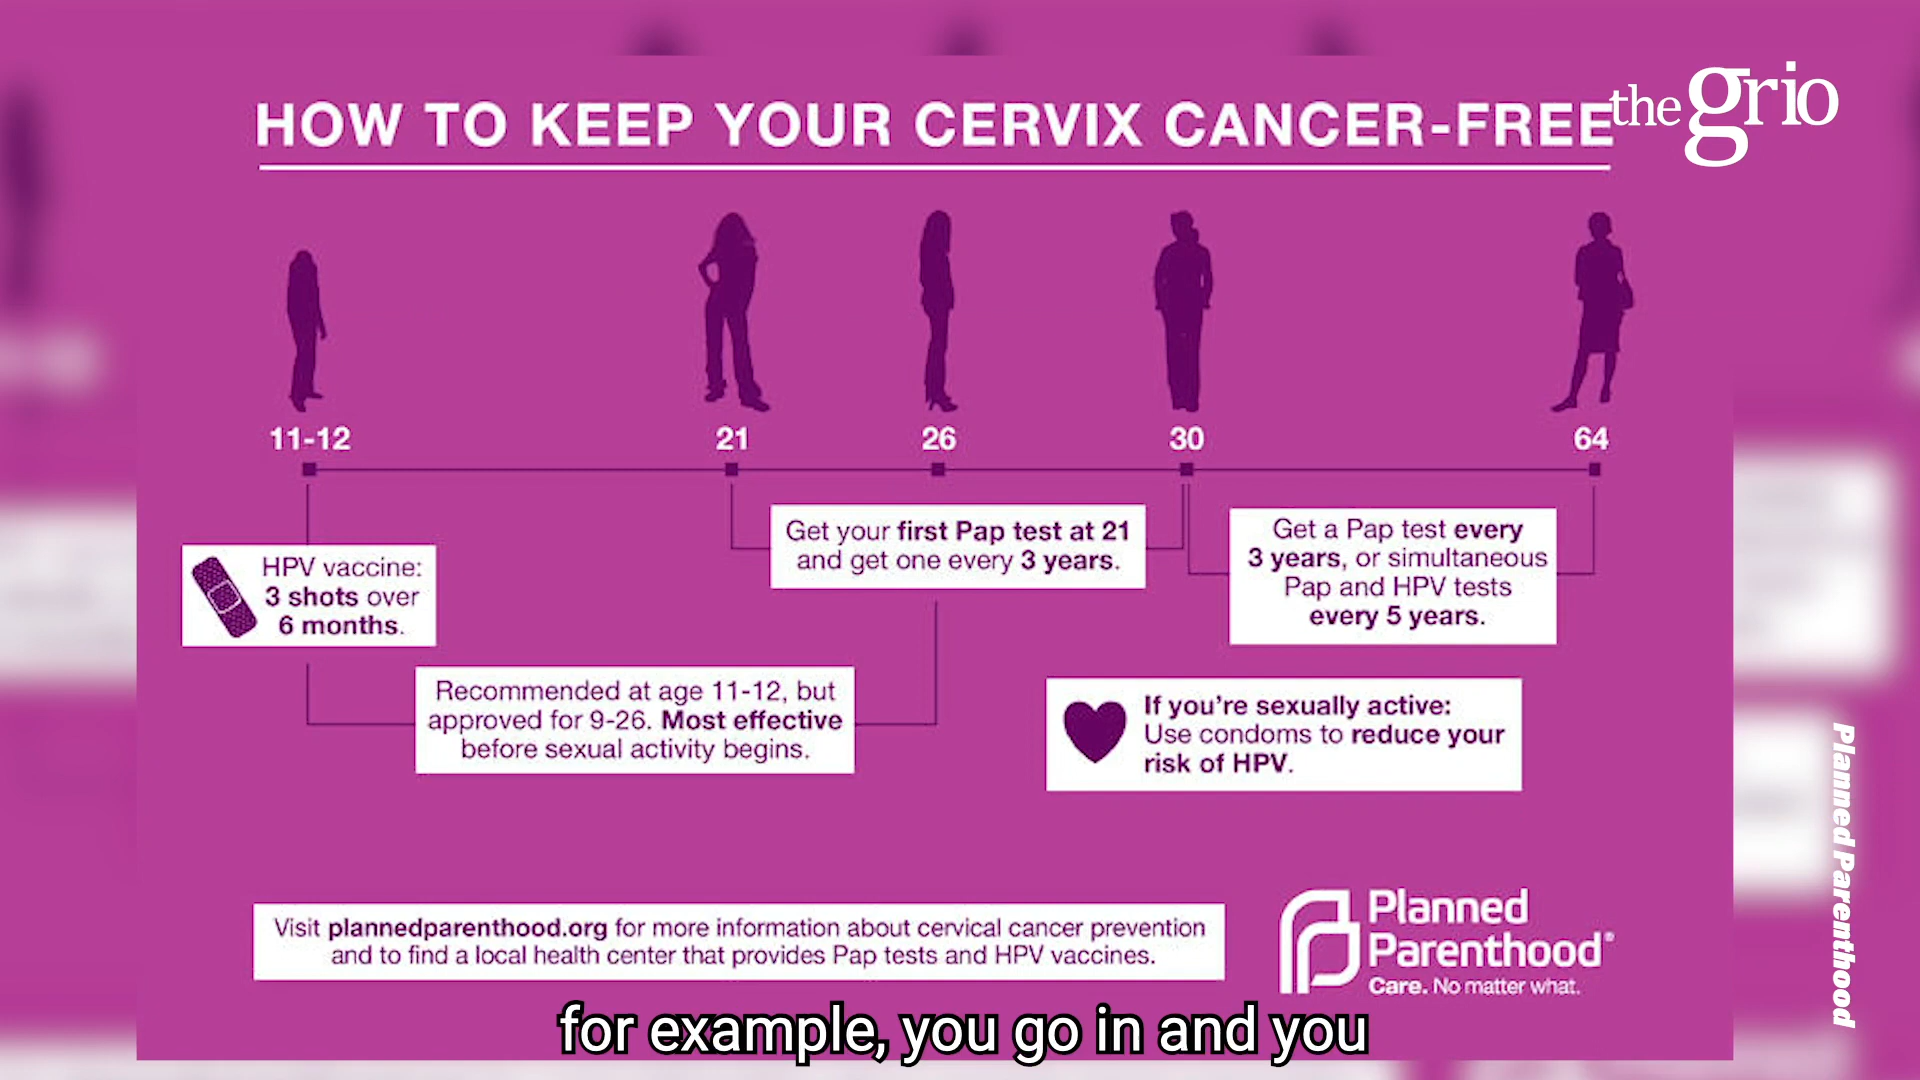 HOW TO KEEP YOUR CERVIX CANCER-FREE
the grio
11-12
21
26
30
64
HPV vaccine:
3 shots over
6 months.
Get your first Pap test at 21
and get one every 3 years.
Get a Pap test every
3 years, or simultaneous
Pap and HPV tests
every 5 years.
Recommended at age 11-12, but
approved for 9-26. Most effective
before sexual activity begins.
If you're sexually active:
Use condoms to reduce your
risk of HPV.
Visit plannedparenthood.org for more information about cervical cancer prevention
and to find a local health center that provides Pap tests and HPV vaccines.
Planned
Parenthood®
Care. No matter what.
Planned Parenthood
for example, you go in and you